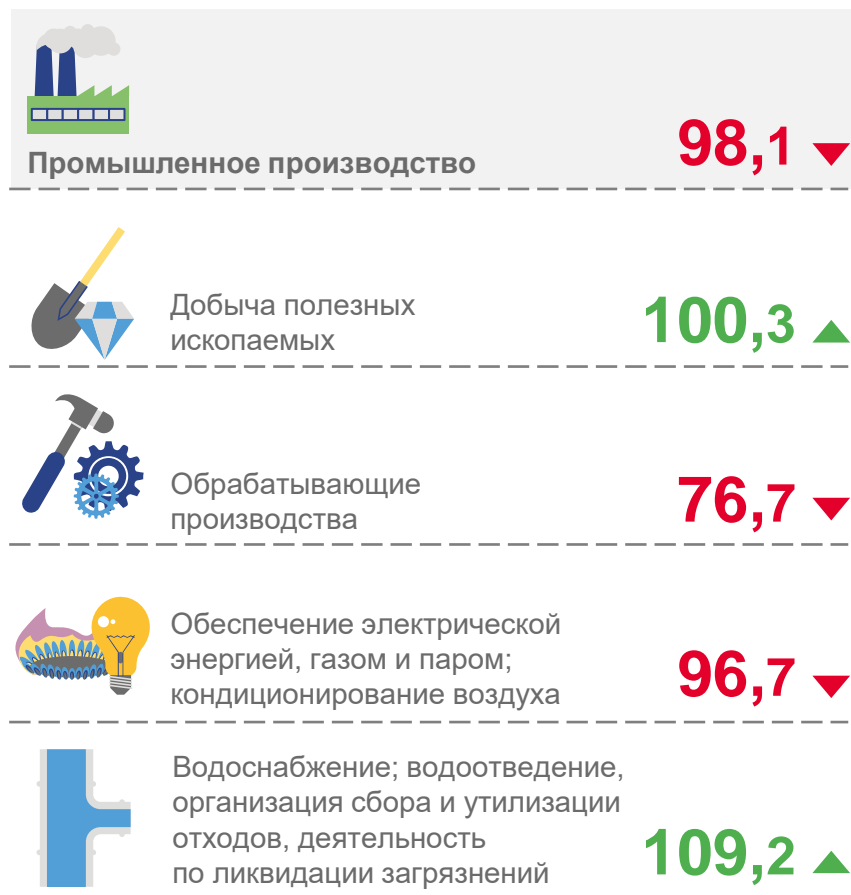 Промышленное производство 98,1
Добыча полезных
ископаемых 100,3
Обрабатывающие
производства 76,7
Обеспечение электрической
энергией, газом и паром;
кондиционирование воздуха 96,7
Водоснабжение; водоотведение,
организация сбора и утилизации
отходов, деятельность
по ликвидации загрязнений 109,2